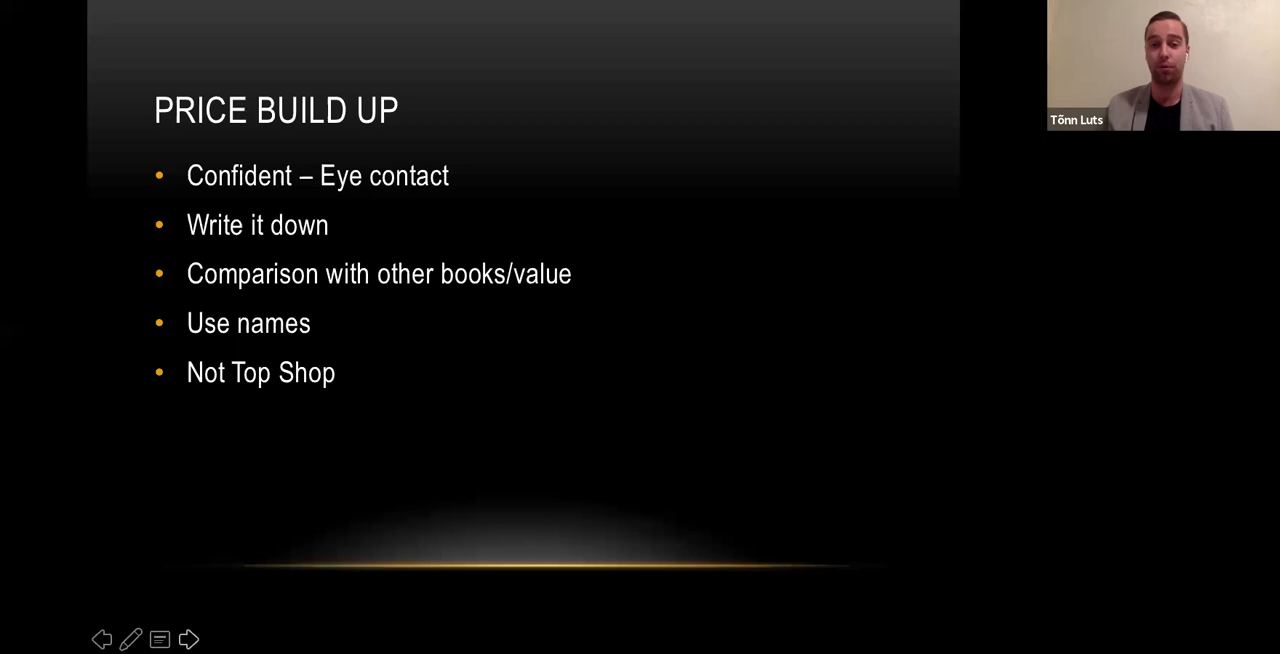 PRICE BUILD UP
• Confident – Eye contact
• Write it down
• Comparison with other books/value
• Use names
• Not Top Shop
Tõnn Luts